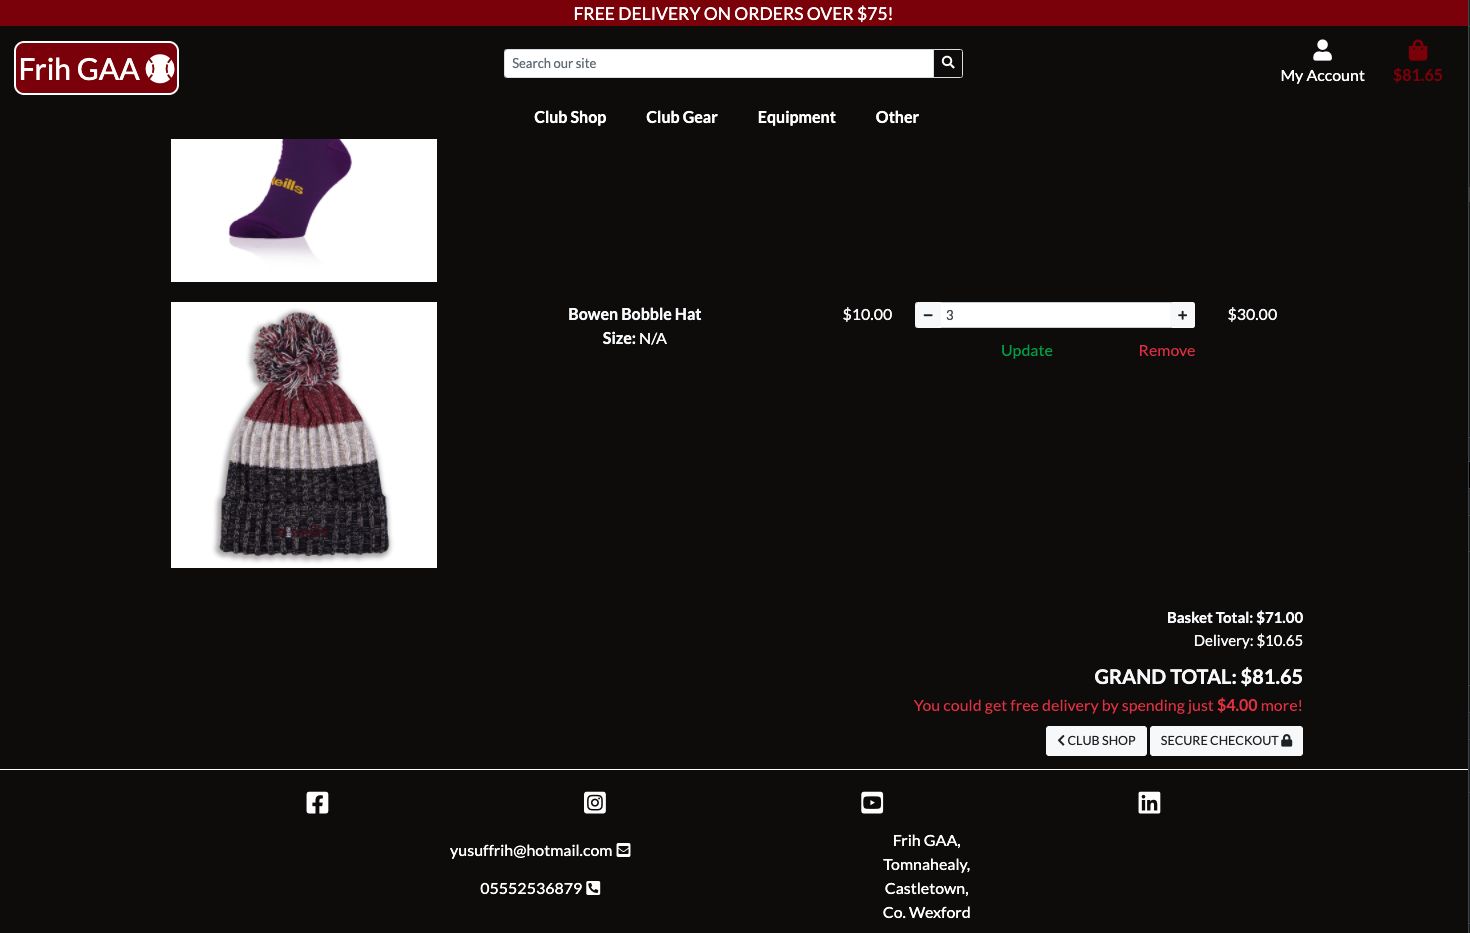 FREE DELIVERY ON ORDERS OVER $75!
Frih GAA
Search our site
My Account
$81.65
Club Shop Club Gear Equipment Other
Bowen Bobble Hat
Size: N/A
$10.00
3
$30.00
Update Remove
Basket Total: $71.00
Delivery: $10.65
GRAND TOTAL: $81.65
You could get free delivery by spending just $4.00 more!
CLUB SHOP SECURE CHECKOUT
yusuffrih@hotmail.com
05552536879
Frih GAA,
Tomnahealy,
Castletown,
Co. Wexford